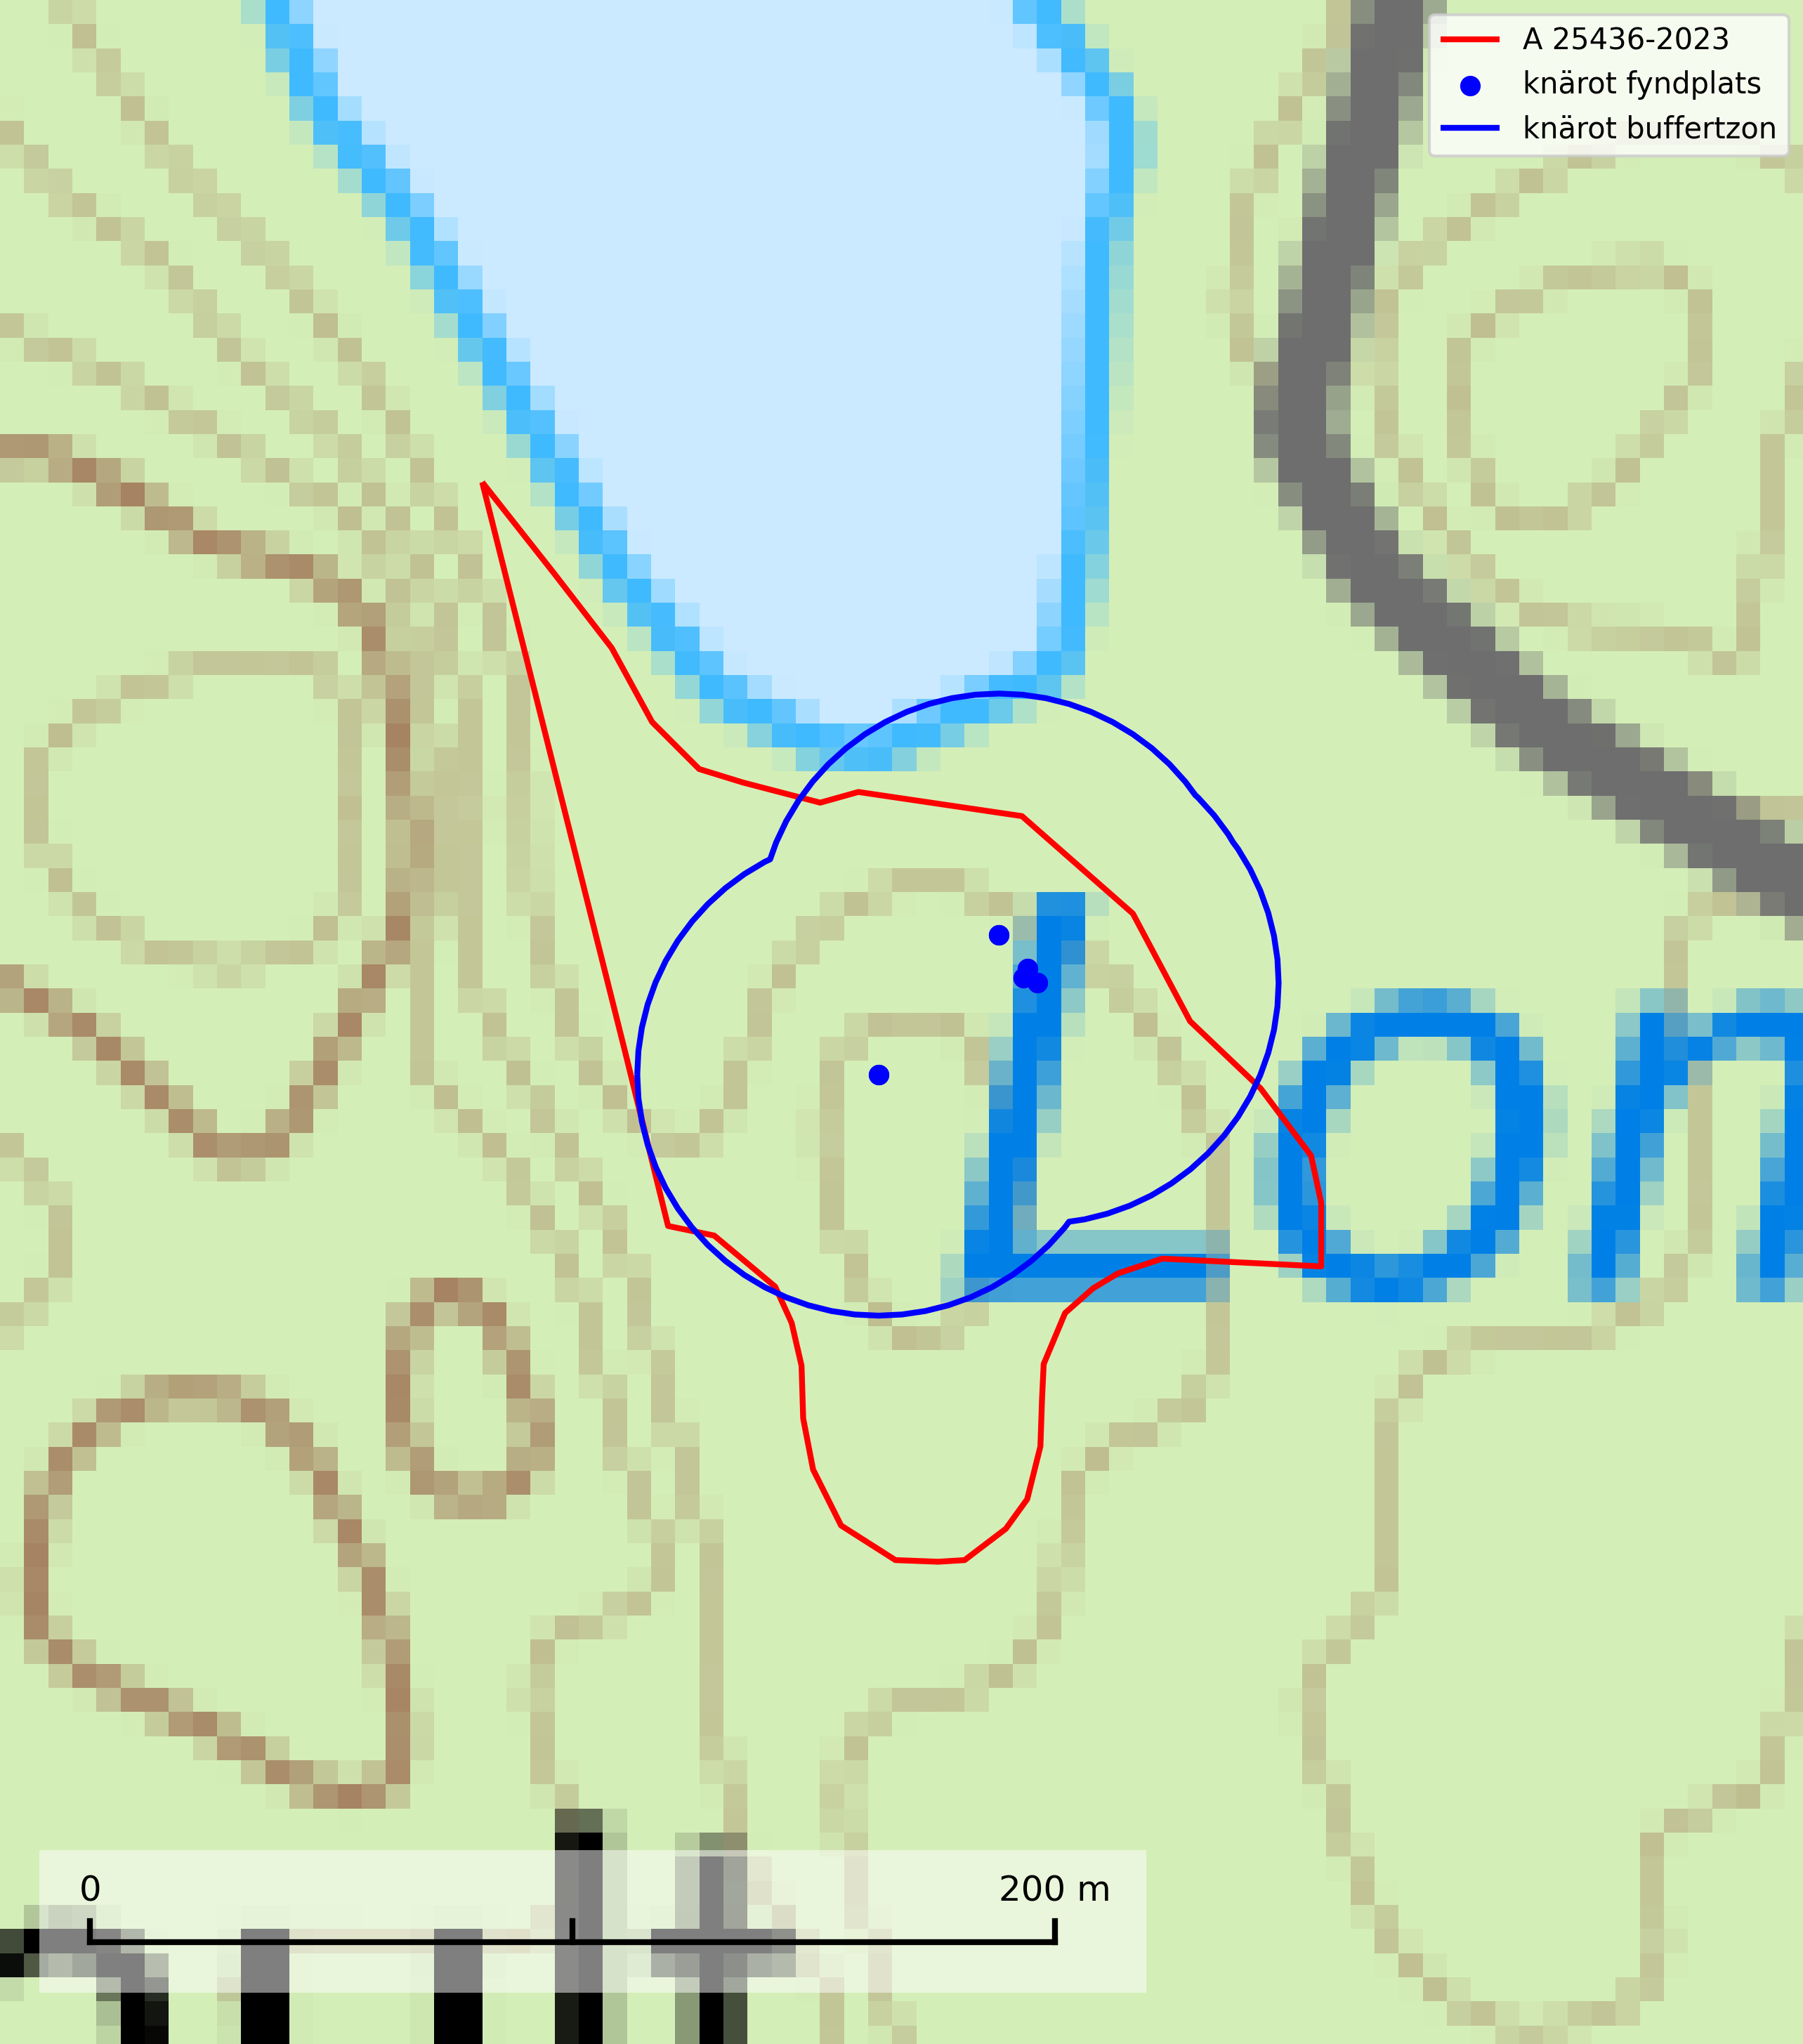 A 25436-2023
knärot fyndplats
knärot buffertzon
0
200 m